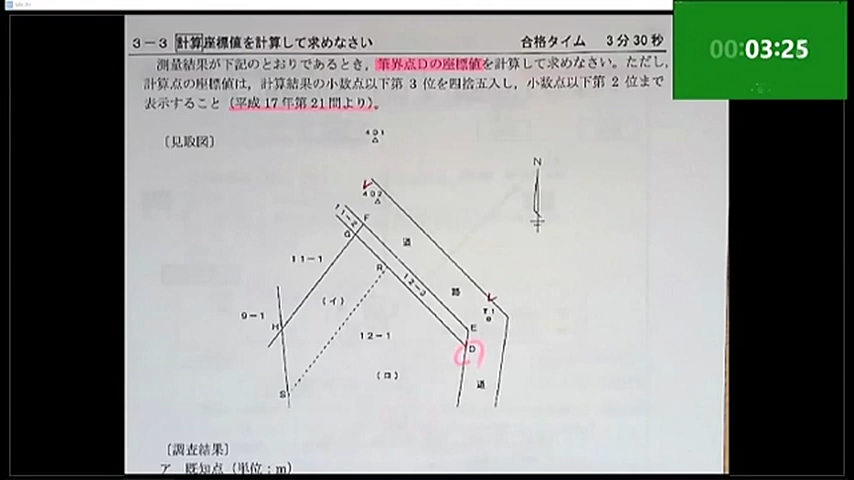 3－3 計算座標値を計算して求めなさい 合格タイム 3分30秒
00:03:25
測量結果が下記のとおりであるとき，筆界点Dの座標値を計算して求めなさい。ただし，
計算点の座標値は，計算結果の小数点以下第 3 位を四捨五入し，小数点以下第 2 位まで
表示すること（平成 17 年第 21 問より）。
〔見取図〕
401
N
402
11-2
F
G
道
11-1
R
12-3
路
（イ）
T1
9-1
H
E
12-1
D
（ロ）
道
S
〔調査結果〕
ア 既知点（単位：m）